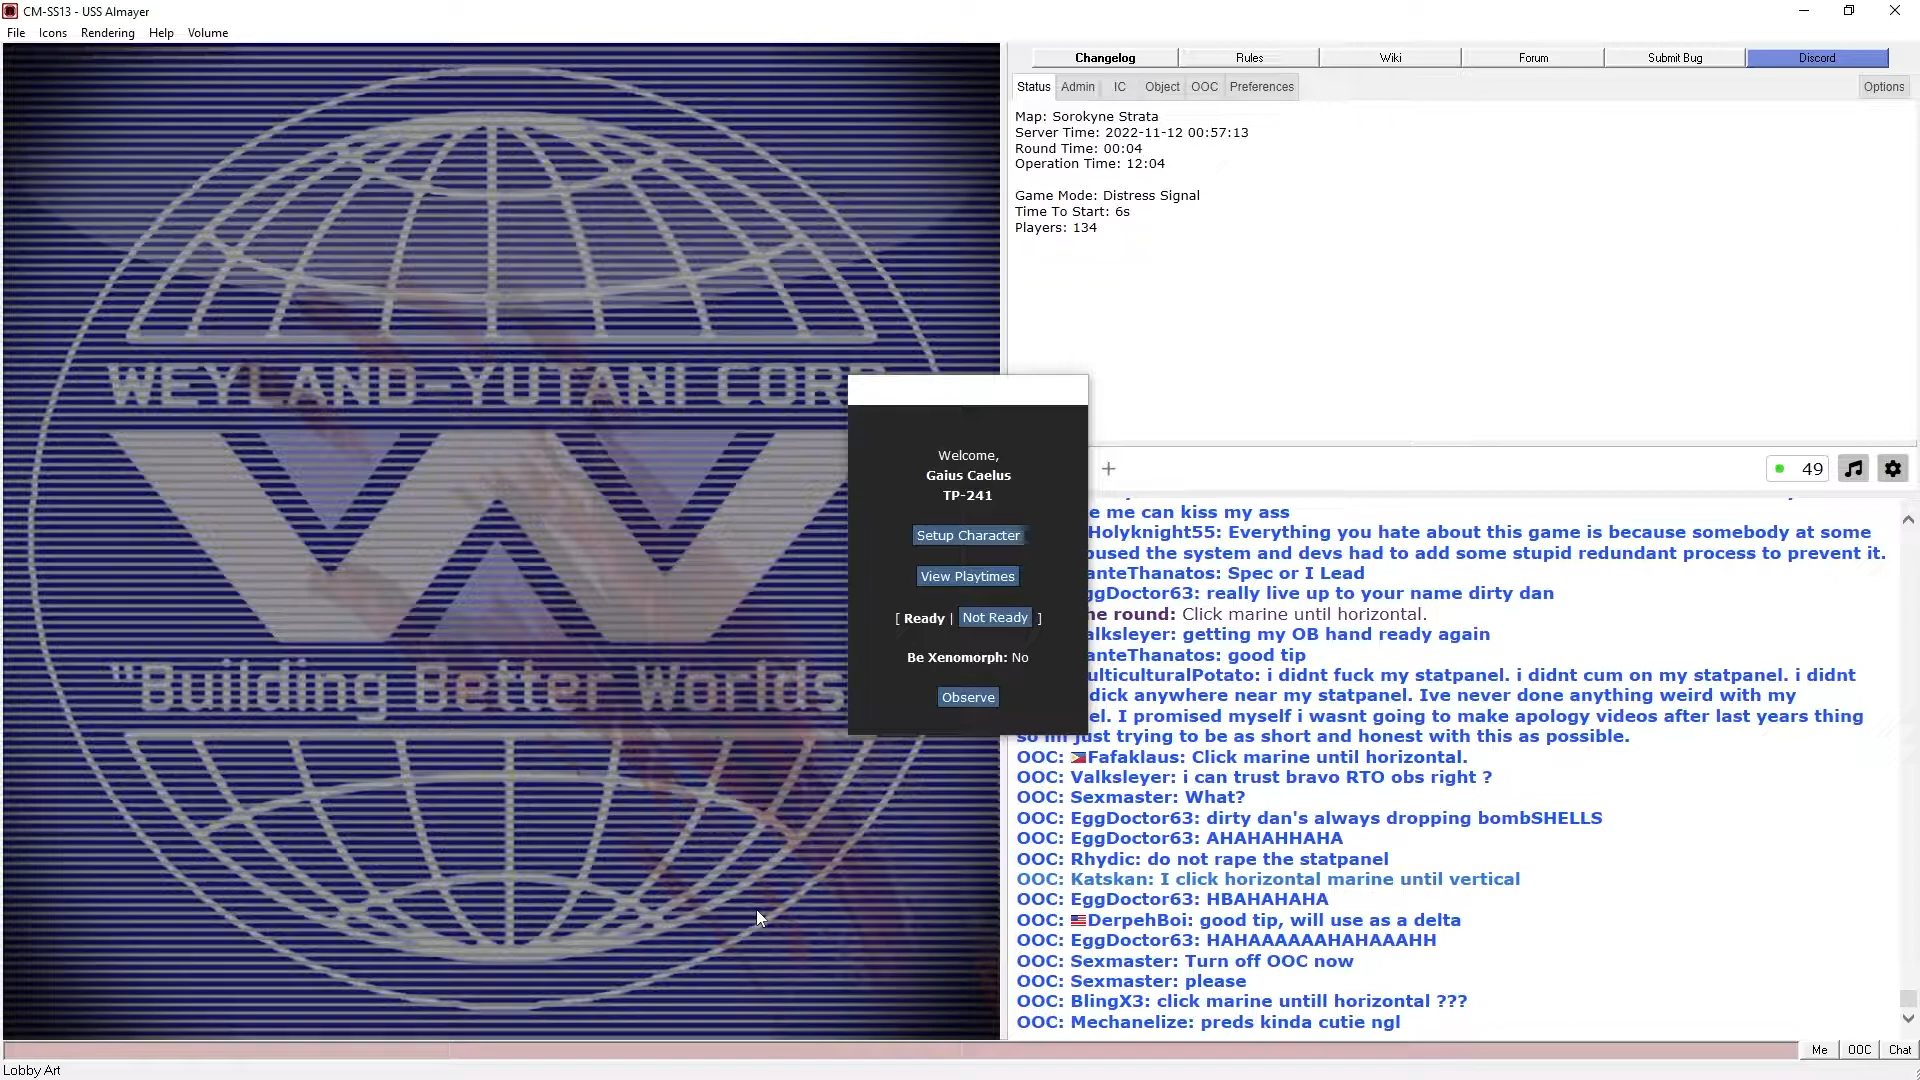 CM-SS13 - USS Almayer
File Icons Rendering Help Volume
Changelog Rules Wiki Forum Submit Bug Discord
Status Admin IC Object OOC Preferences Options
Map: Sorokyne Strata
Server Time: 2022-11-12 00:57:13
Round Time: 00:04
Operation Time: 12:04
Game Mode: Distress Signal
Time To Start: 6s
Players: 134
WEYLAND-YUTANI CORP
"Building Better Worlds
Welcome,
Gaius Caelus
TP-241
Setup Character
View Playtimes
[ Ready | Not Ready ]
Be Xenomorph: No
Observe
+
49
e me can kiss my ass
Holyknight55: Everything you hate about this game is because somebody at some
bused the system and devs had to add some stupid redundant process to prevent it.
anteThanatos: Spec or I Lead
ggDoctor63: really live up to your name dirty dan
he round: Click marine until horizontal.
alksleyer: getting my OB hand ready again
anteThanatos: good tip
ulticulturalPotato: i didnt fuck my statpanel. i didnt cum on my statpanel. i didnt
dick anywhere near my statpanel. Ive never done anything weird with my
el. I promised myself i wasnt going to make apology videos after last years thing
so im just trying to be as short and honest with this as possible.
OOC: Fafaklaus: Click marine until horizontal.
OOC: Valksleyer: i can trust bravo RTO obs right ?
OOC: Sexmaster: What?
OOC: EggDoctor63: dirty dan's always dropping bombSHELLS
OOC: EggDoctor63: AHAHAHHAHA
OOC: Rhydic: do not rape the statpanel
OOC: Katskan: I click horizontal marine until vertical
OOC: EggDoctor63: HBAHAHAHA
OOC: DerpehBoi: good tip, will use as a delta
OOC: EggDoctor63: HAHAAAAAAHAHAAAHH
OOC: Sexmaster: Turn off OOC now
OOC: Sexmaster: please
OOC: BlingX3: click marine untill horizontal ???
OOC: Mechanelize: preds kinda cutie ngl
Me OOC Chat
Lobby Art